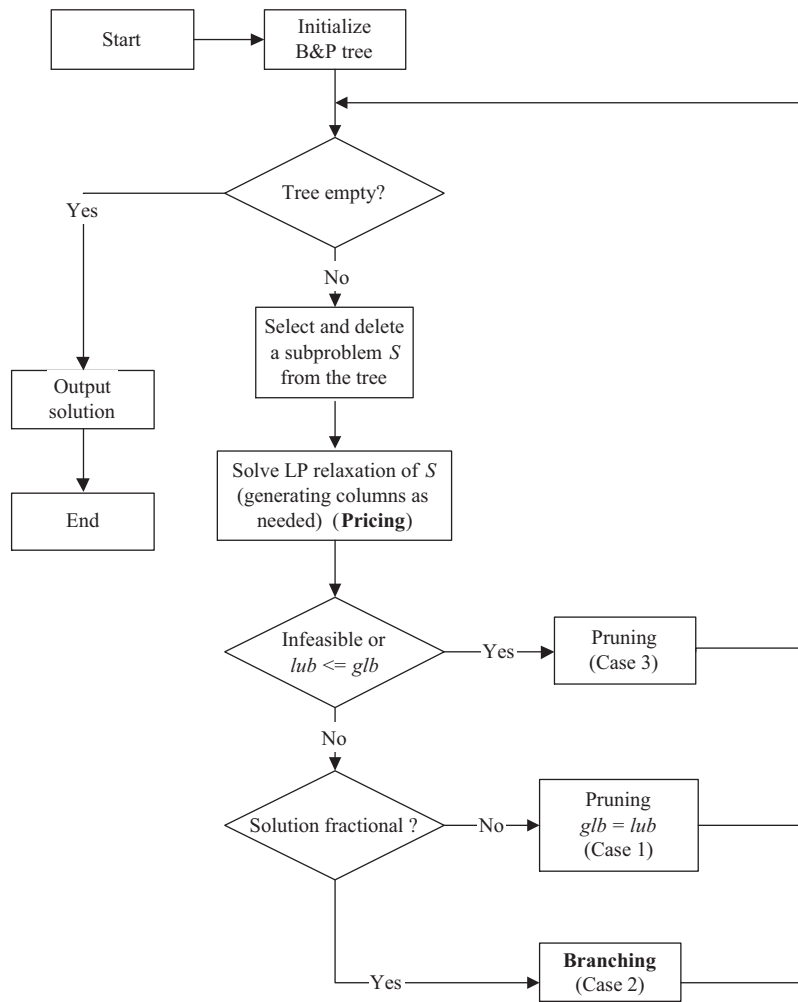 Start
Initialize
B&P tree
Tree empty?
Yes
No
Select and delete
a subproblem S
from the tree
Output
solution
Solve LP relaxation of S
(generating columns as
needed) (Pricing)
End
Infeasible or
lub <= glb
Yes
Pruning
(Case 3)
No
Solution fractional ?
No
Pruning
glb = lub
(Case 1)
Yes
Branching
(Case 2)